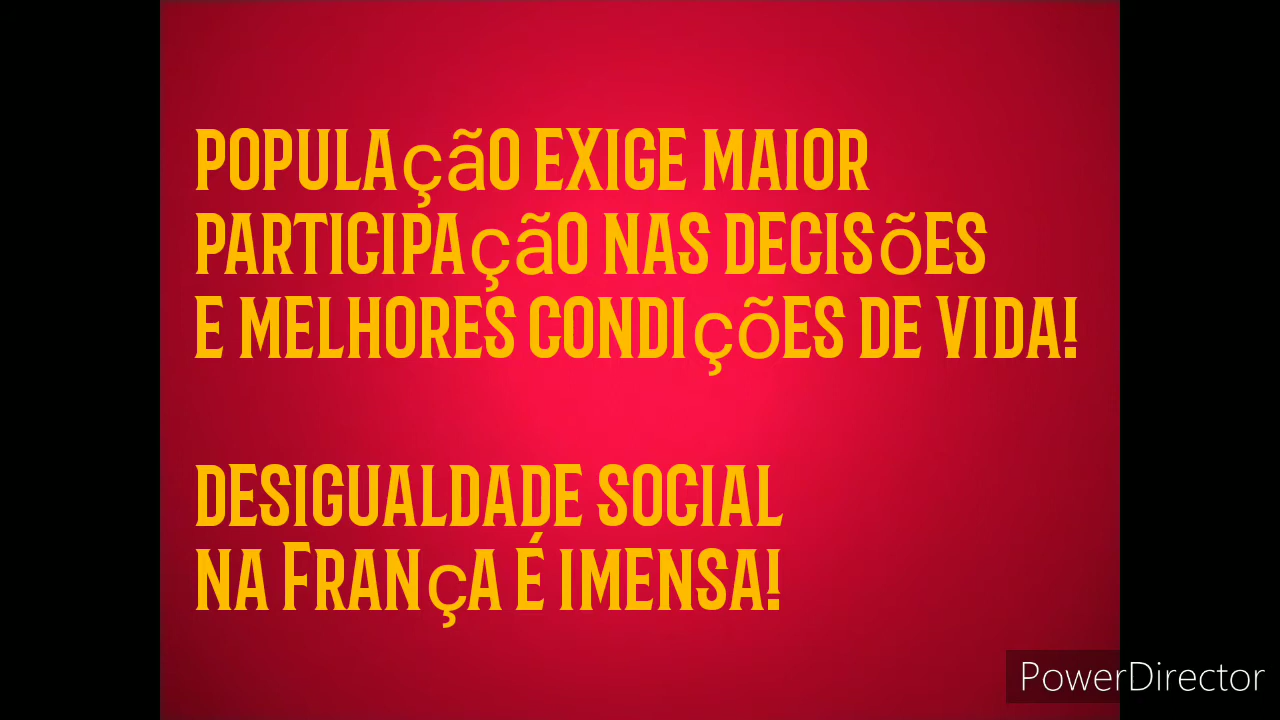 POPULAÇÃO EXIGE MAIOR
PARTICIPAÇÃO NAS DECISÕES
E MELHORES CONDIÇÕES DE VIDA!
DESIGUALDADE SOCIAL
NA FRANÇA É IMENSA!
PowerDirector